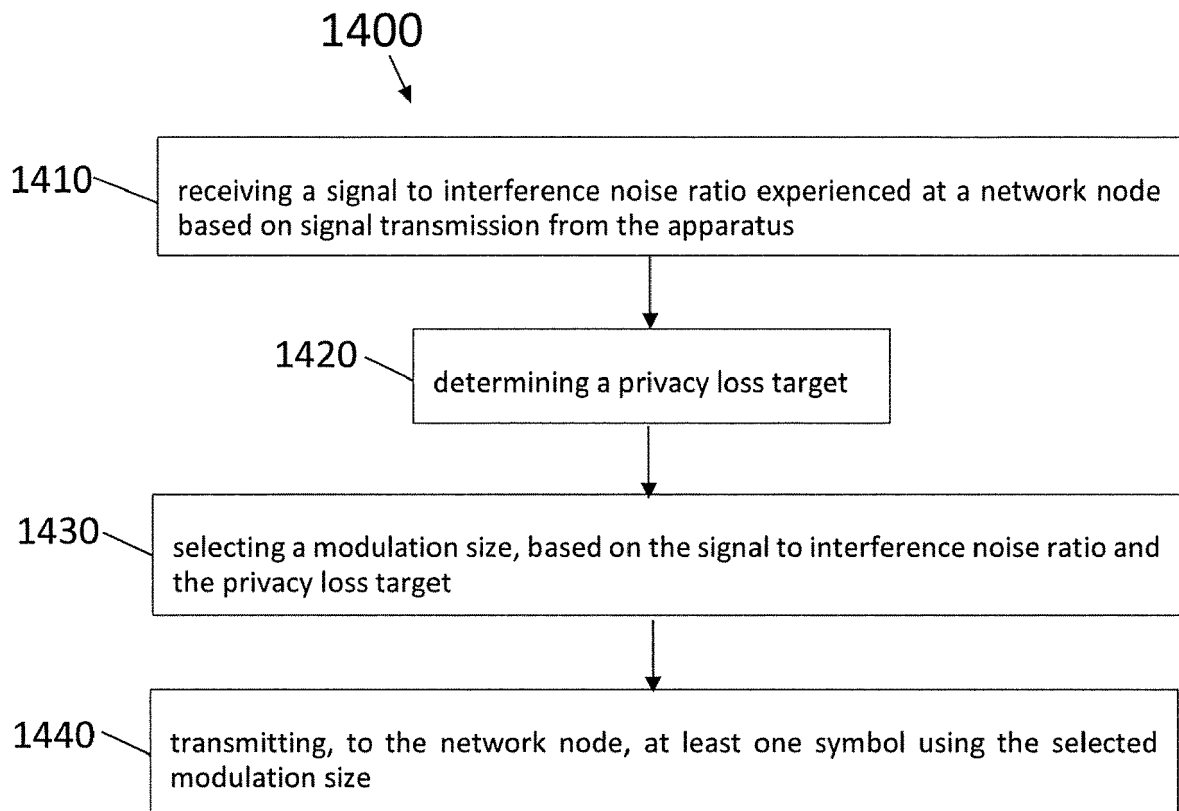 1400
1410
receiving a signal to interference noise ratio experienced at a network node
based on signal transmission from the apparatus
1420
determining a privacy loss target
1430
selecting a modulation size, based on the signal to interference noise ratio and
the privacy loss target
1440
transmitting, to the network node, at least one symbol using the selected
modulation size